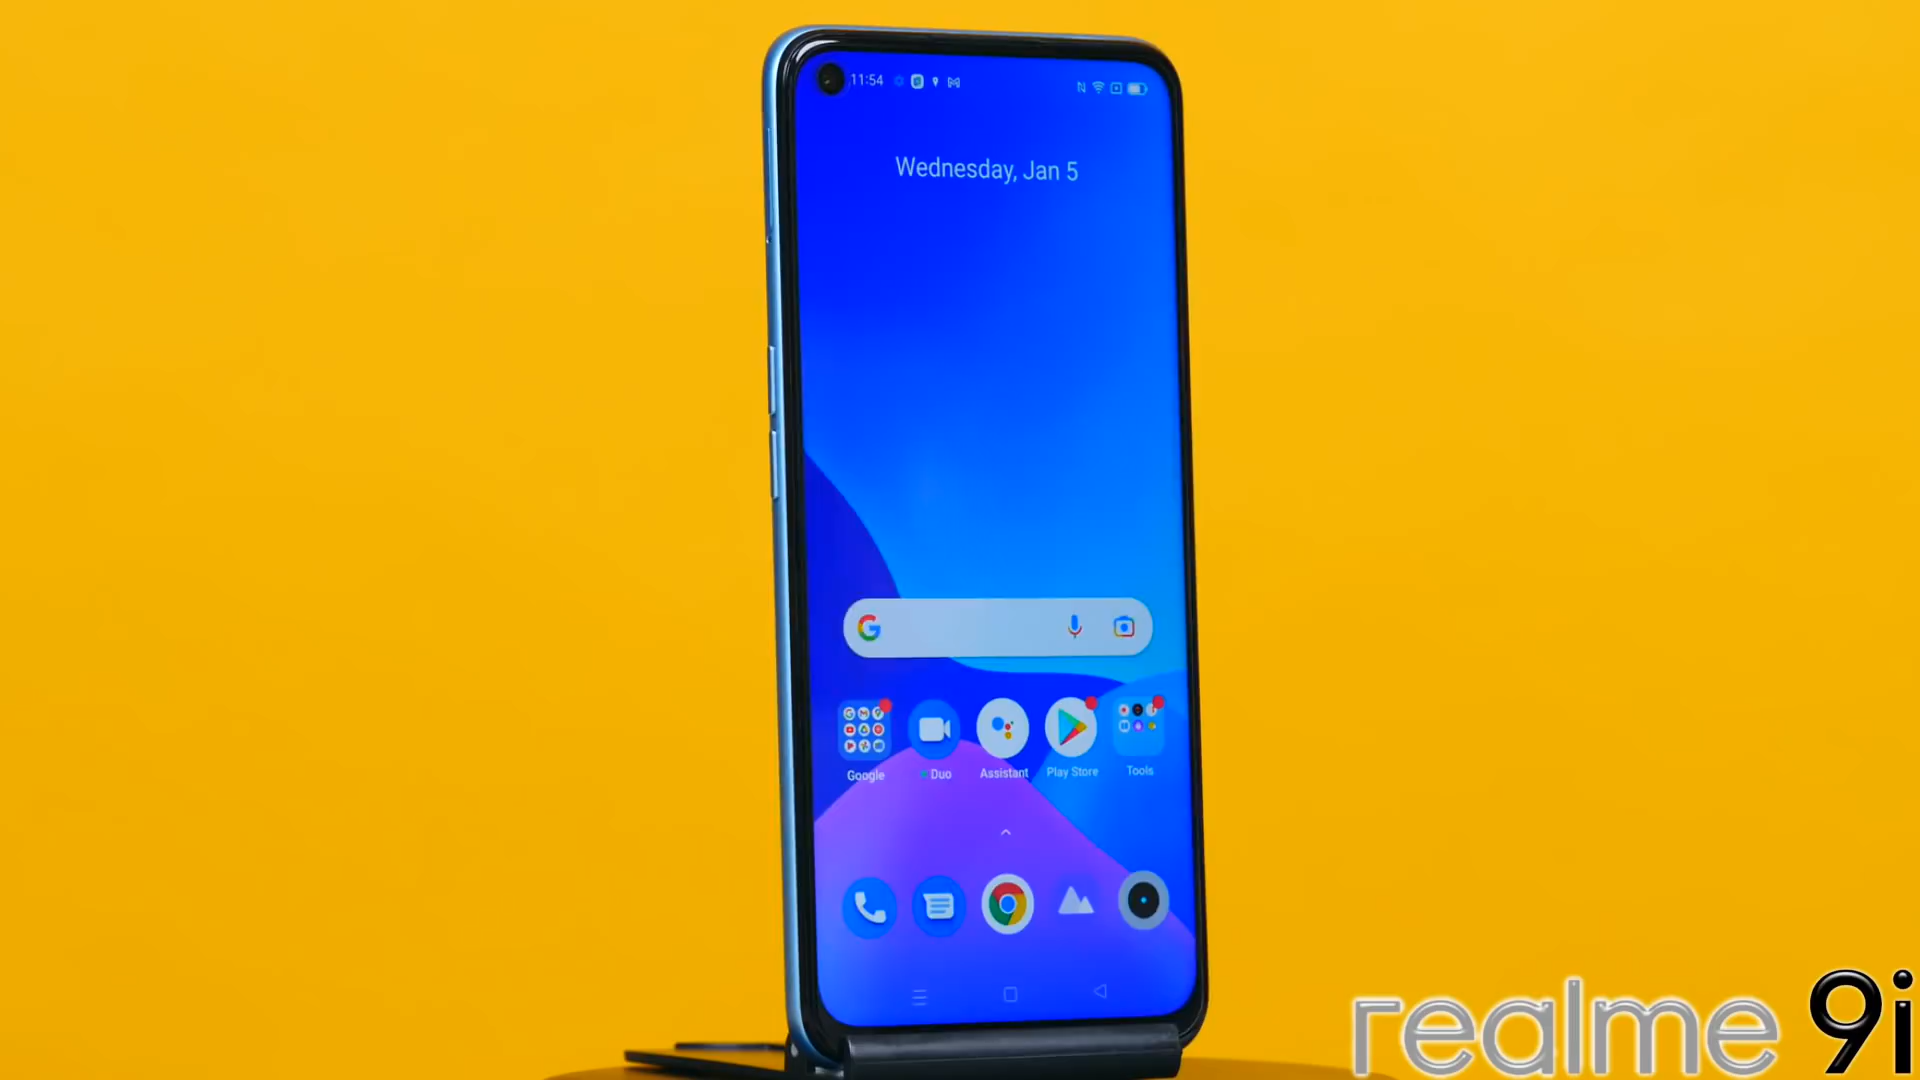 11:54
Wednesday, Jan 5
Google
Duo
Assistant
Play Store
Tools
realme 9i